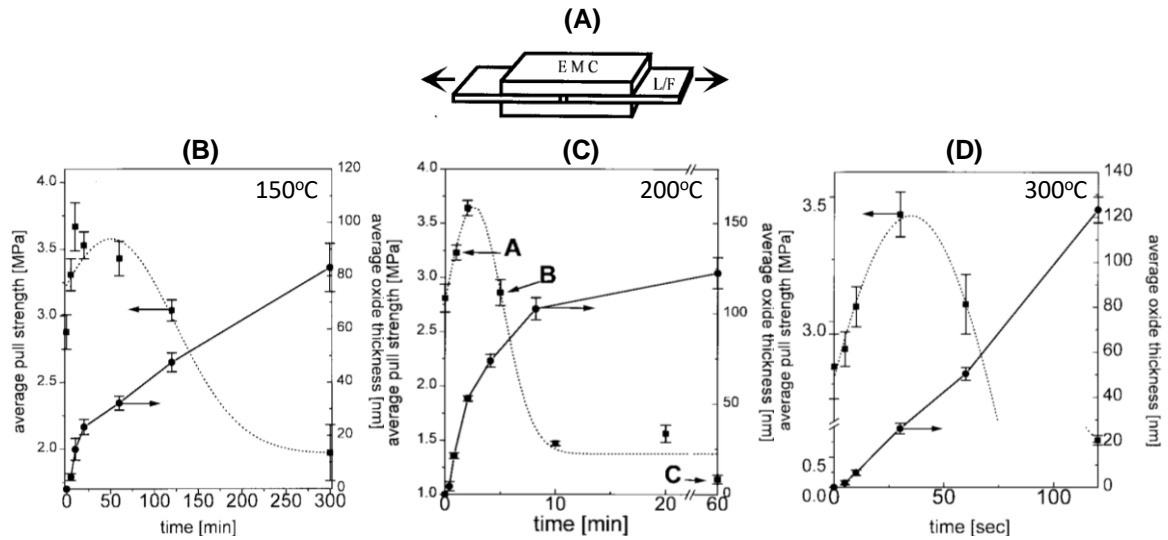 (A)
EMC
L/F
(B)
150°C
4.0
3.5
3.0
2.5
2.0
average pull strength [MPa]
120
100
80
60
40
20
0
average oxide thickness [nm]
0 50 100 150 200 250 300
time [min]
(C)
200°C
4.0
3.5
3.0
2.5
2.0
1.5
1.0
average pull strength [MPa]
A
B
C
150
100
50
0
average oxide thickness [nm]
0 5 10 20 60
time [min]
(D)
300°C
3.5
3.0
0.5
0.0
average pull strength [MPa]
140
120
100
80
60
40
20
0
average oxide thickness [nm]
0 50 100
time [sec]